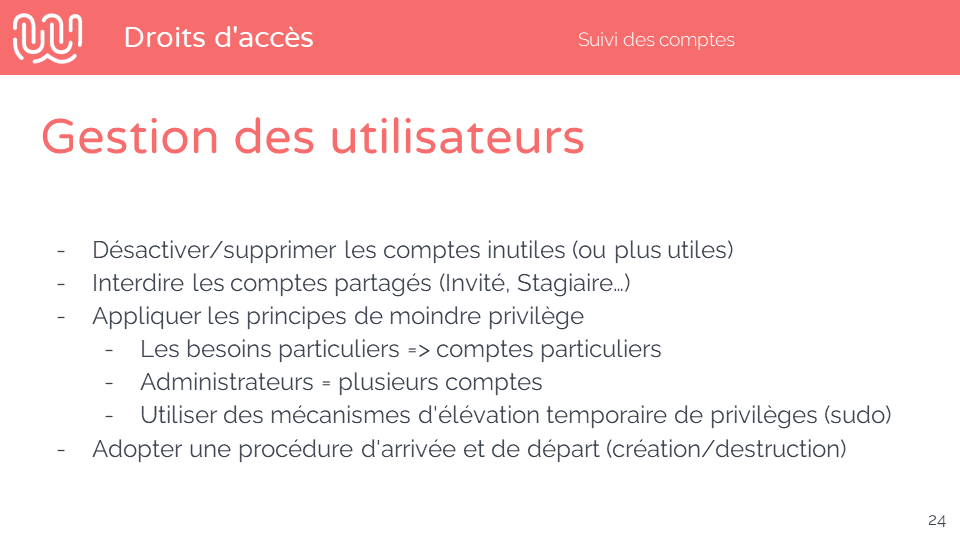 Droits d'accès
Suivi des comptes
Gestion des utilisateurs
- Désactiver/supprimer les comptes inutiles (ou plus utiles)
- Interdire les comptes partagés (Invité, Stagiaire…)
- Appliquer les principes de moindre privilège
- Les besoins particuliers => comptes particuliers
- Administrateurs = plusieurs comptes
- Utiliser des mécanismes d'élévation temporaire de privilèges (sudo)
- Adopter une procédure d'arrivée et de départ (création/destruction)
24